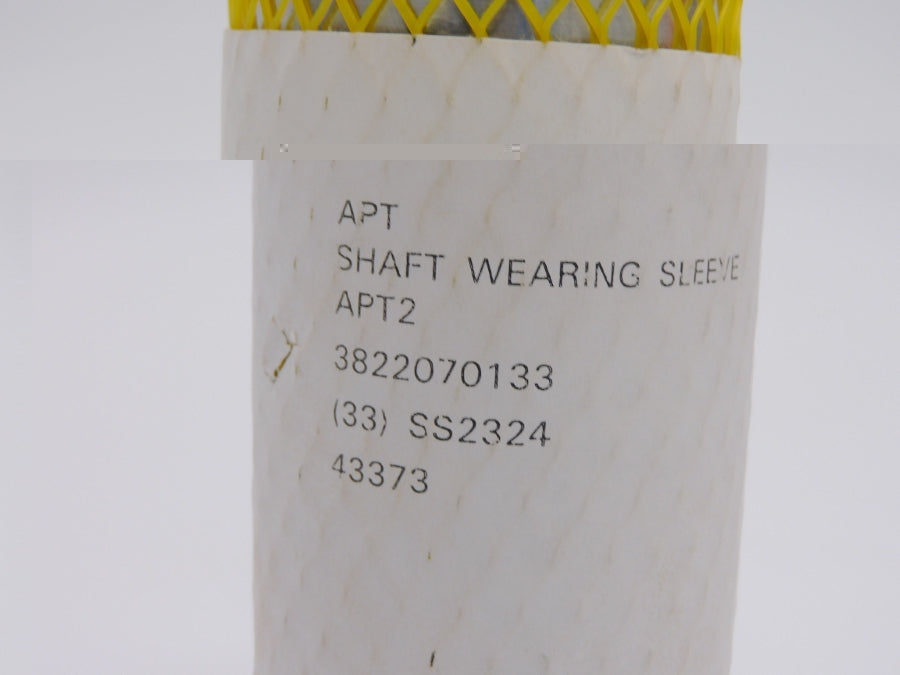 APT
SHAFT WEARING SLEEVE
APT2
3822070133
(33) SS2324
43373